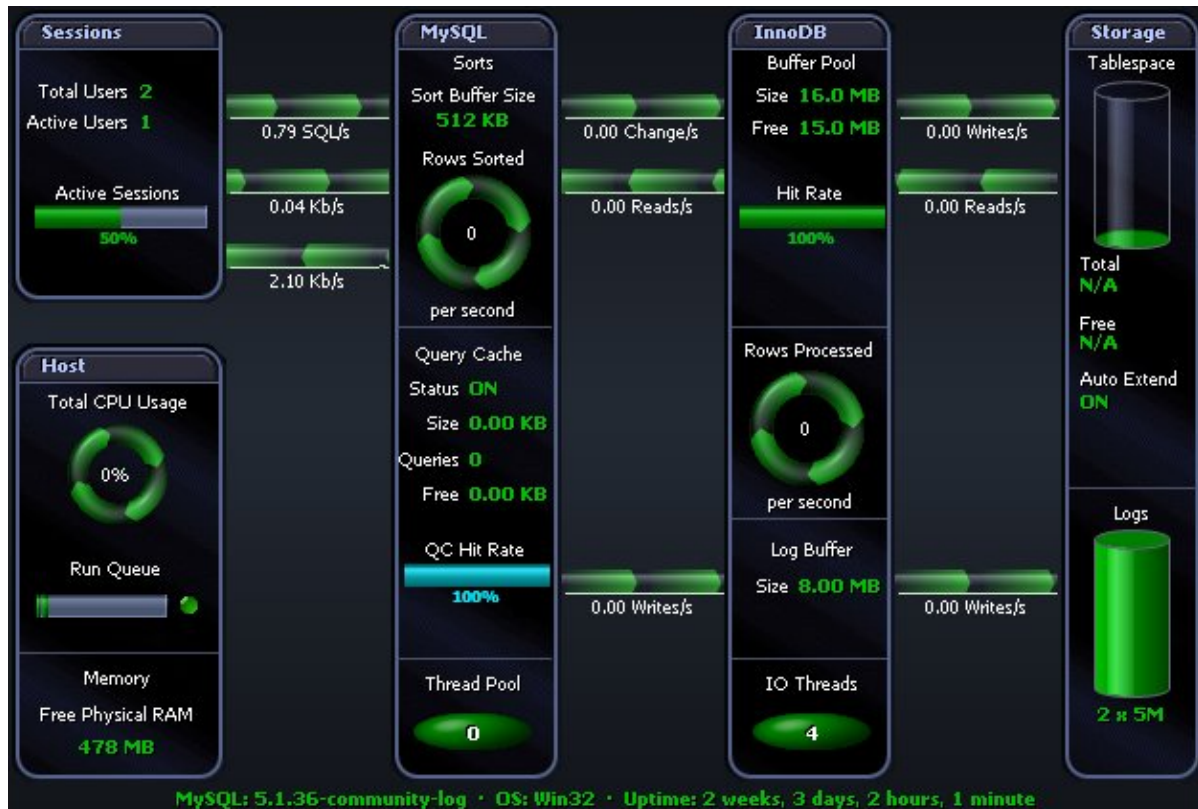 Sessions
Total Users 2
Active Users 1
Active Sessions
50%
0.79 SQL/s
0.04 Kb/s
2.10 Kb/s
Host
Total CPU Usage
0%
Run Queue
Memory
Free Physical RAM
478 MB
MySQL
Sorts
Sort Buffer Size
512 KB
Rows Sorted
0
per second
Query Cache
Status ON
Size 0.00 KB
Queries 0
Free 0.00 KB
QC Hit Rate
100%
Thread Pool
0
0.00 Change/s
0.00 Reads/s
0.00 Writes/s
InnoDB
Buffer Pool
Size 16.0 MB
Free 15.0 MB
Hit Rate
100%
Rows Processed
0
per second
Log Buffer
Size 8.00 MB
IO Threads
4
0.00 Writes/s
0.00 Reads/s
0.00 Writes/s
Storage
Tablespace
Total
N/A
Free
N/A
Auto Extend
ON
Logs
2 x 5M
MySQL: 5.1.36-community-log · OS: Win32 · Uptime: 2 weeks, 3 days, 2 hours, 1 minute